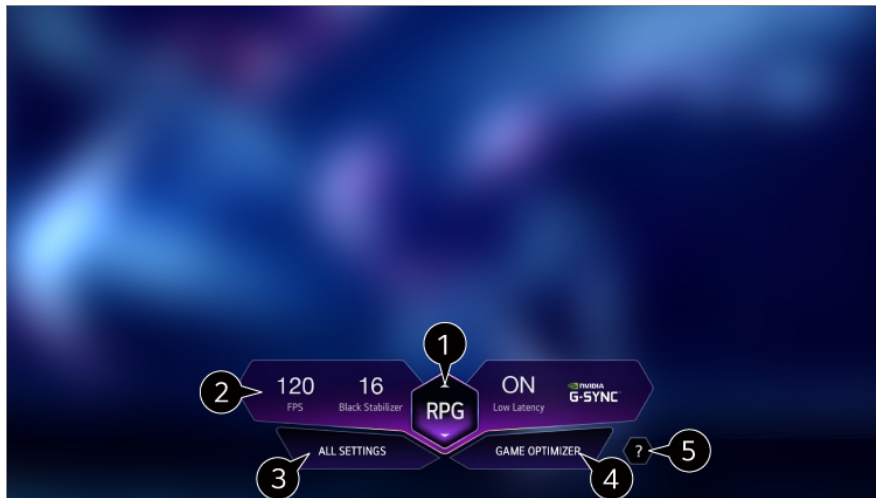 1
2
120
FPS
16
Black Stabilizer
RPG
ON
Low Latency
NVIDIA
G-SYNC
ALL SETTINGS
GAME OPTIMIZER
?
5
3
4